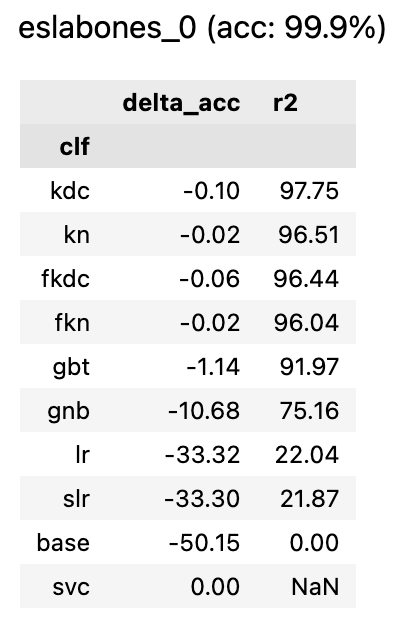 eslabones_0 (acc: 99.9%)
delta_acc r2
clf
kdc -0.10 97.75
kn -0.02 96.51
fkdc -0.06 96.44
fkn -0.02 96.04
gbt -1.14 91.97
gnb -10.68 75.16
lr -33.32 22.04
slr -33.30 21.87
base -50.15 0.00
svc 0.00 NaN